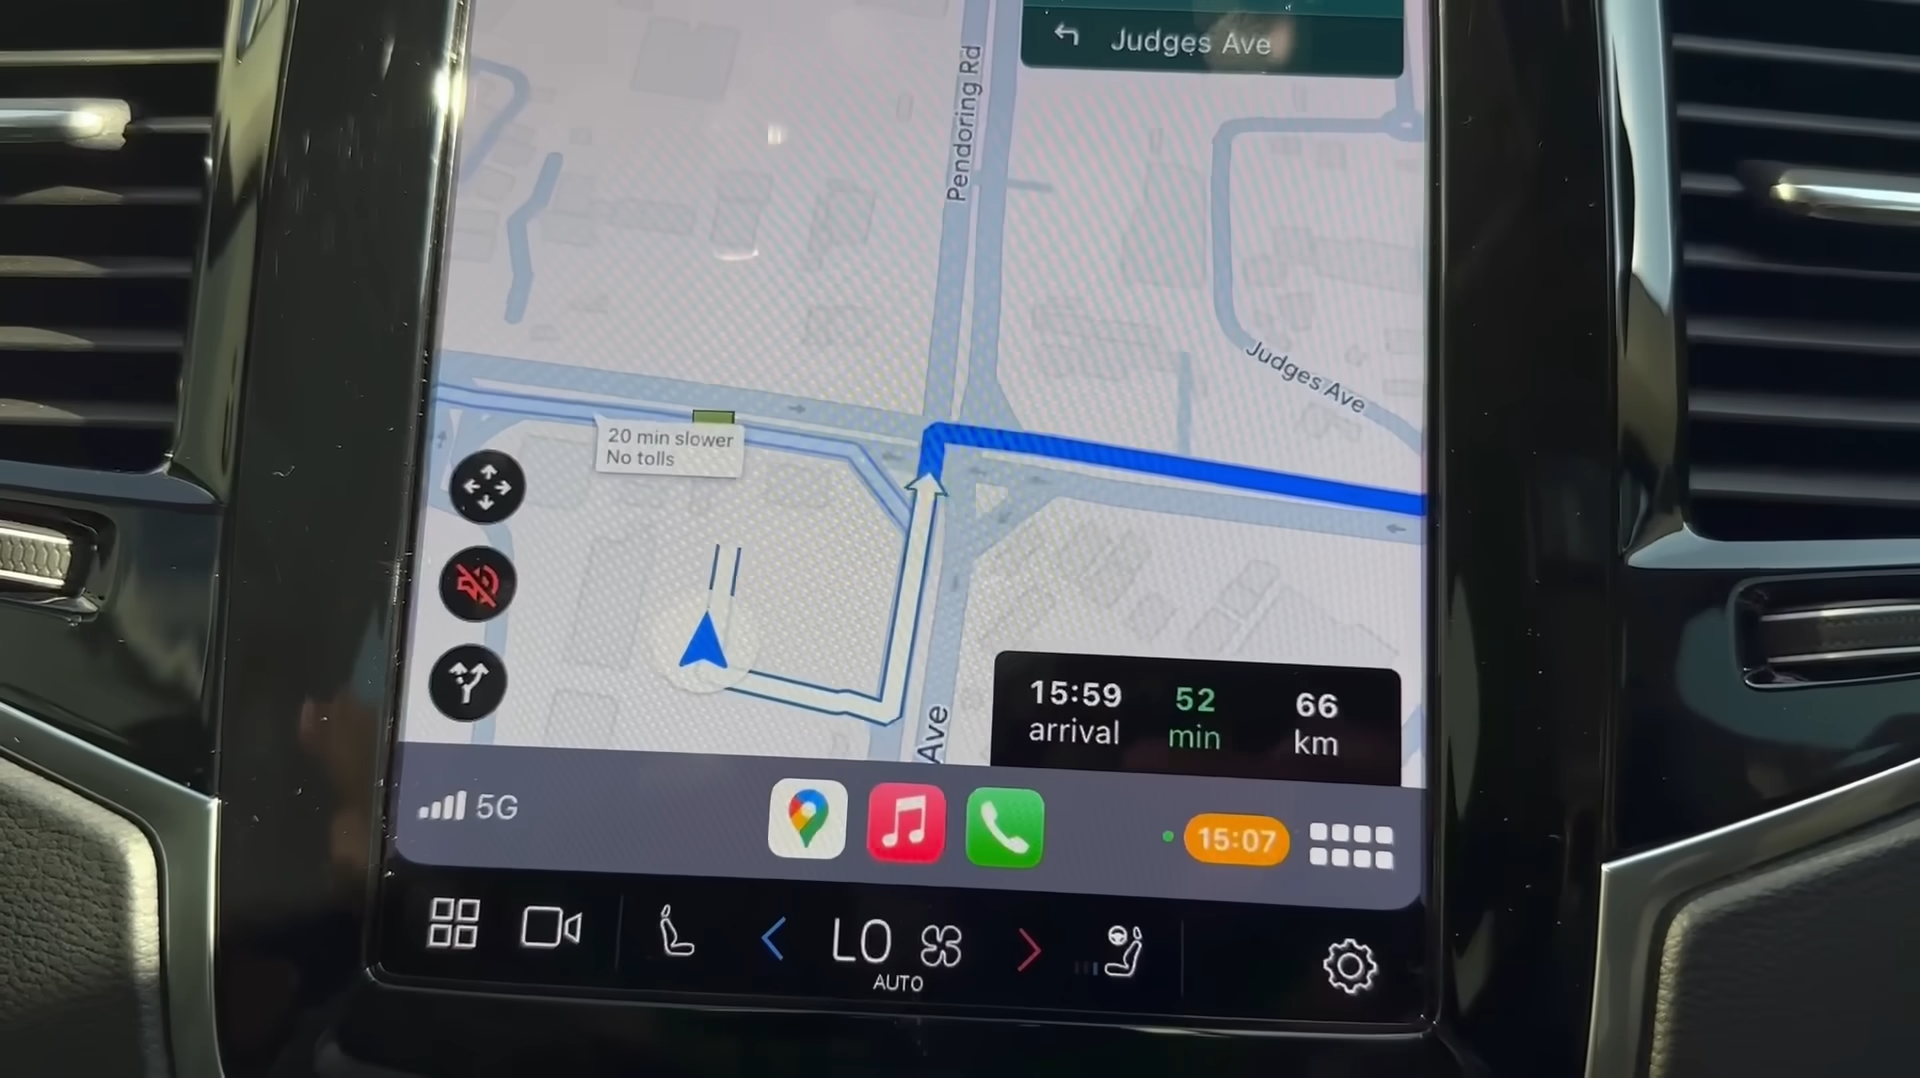 Judges Ave
Pendoring Rd
Judges Ave
20 min slower
No tolls
Ave
15:59
arrival
52
min
66
km
5G
15:07
LO
AUTO